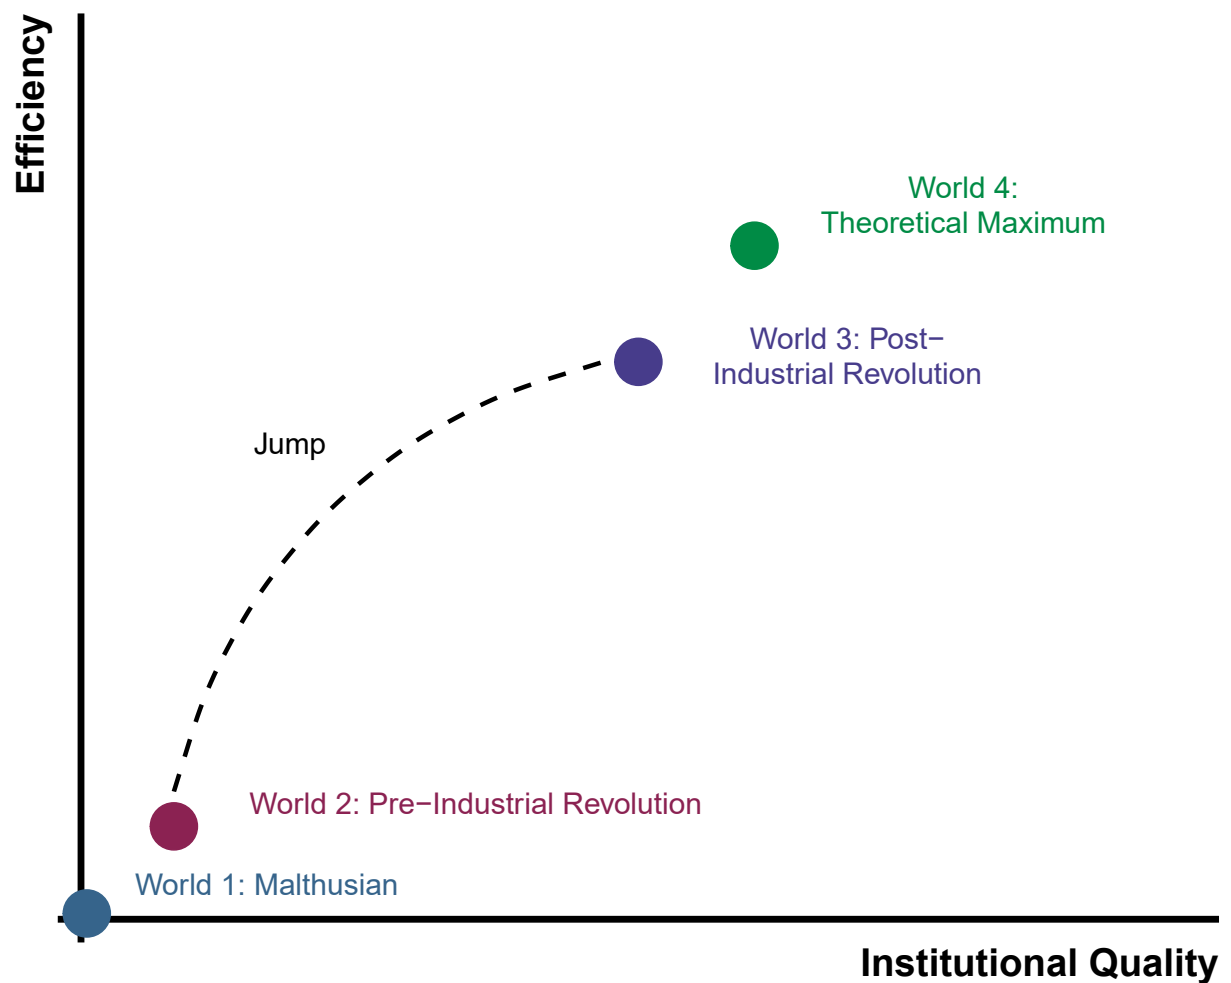 Efficiency
World 4:
Theoretical Maximum
World 3: Post−
Industrial Revolution
Jump
World 2: Pre−Industrial Revolution
World 1: Malthusian
Institutional Quality